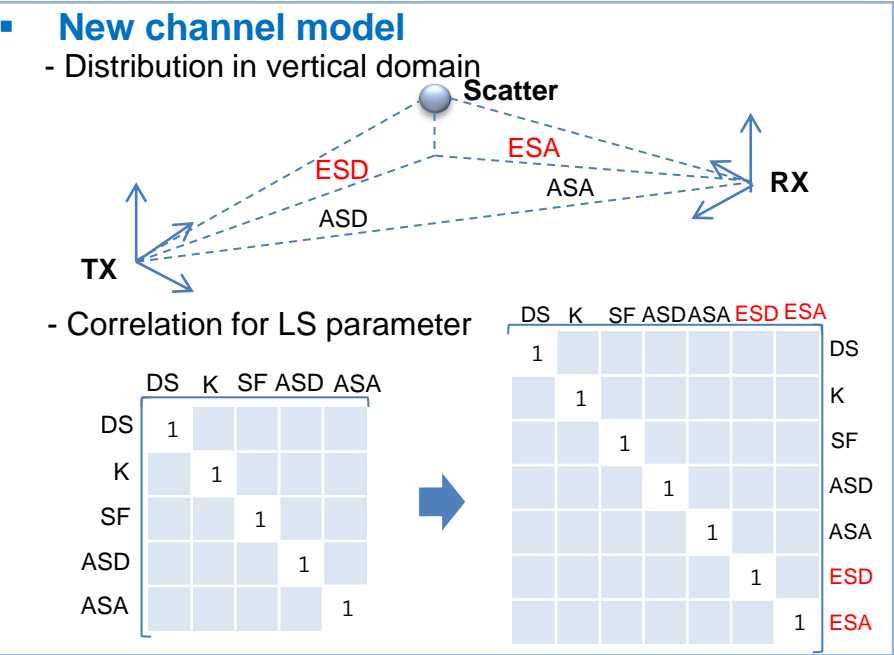 ▪ New channel model
- Distribution in vertical domain
Scatter
ESD
ESA
ASD
ASA
RX
TX
- Correlation for LS parameter
DS K SF ASD ASA
DS 1
K 1
SF 1
ASD 1
ASA 1
DS K SF ASD ASA ESD ESA
1 DS
1 K
1 SF
1 ASD
1 ASA
1 ESD
1 ESA